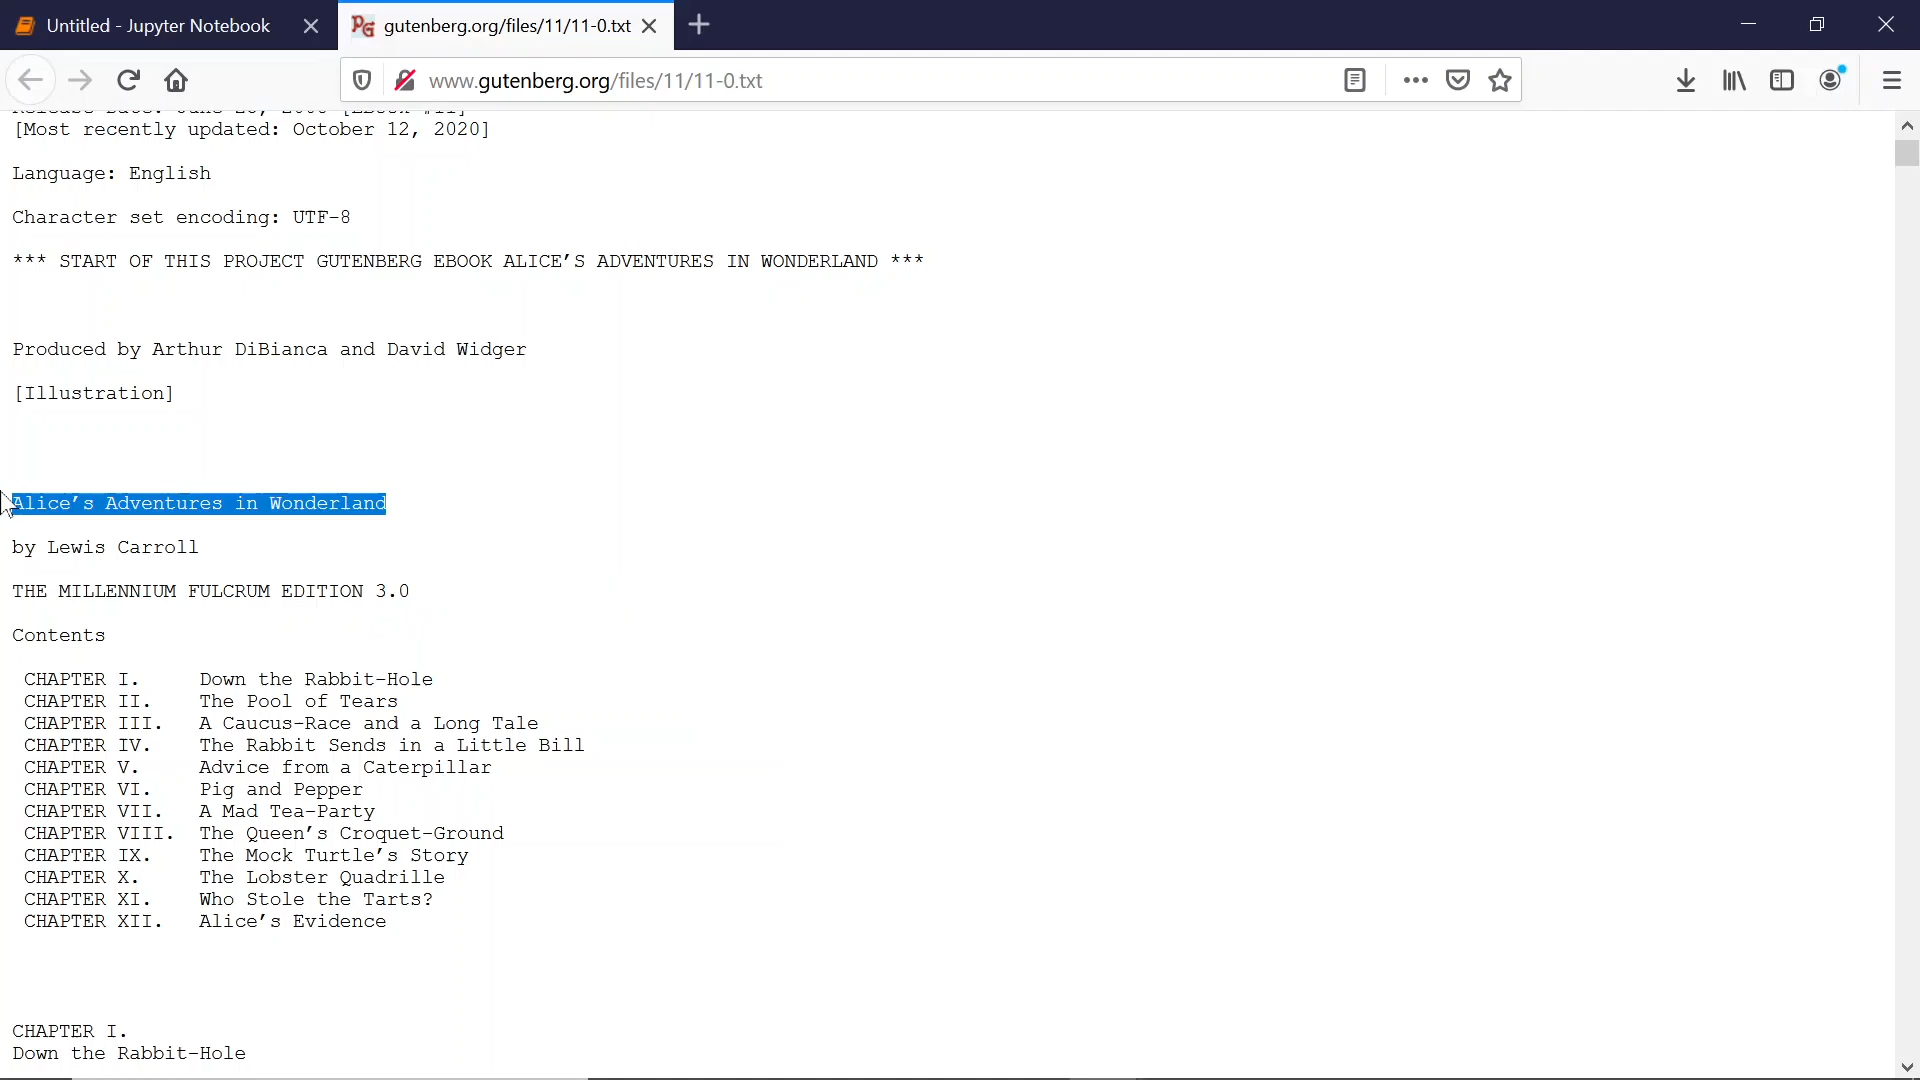 Untitled - Jupyter Notebook
gutenberg.org/files/11/11-0.txt
www.gutenberg.org/files/11/11-0.txt
Release Date: June 28, 2008 [EBook #11]
[Most recently updated: October 12, 2020]
Language: English
Character set encoding: UTF-8
*** START OF THIS PROJECT GUTENBERG EBOOK ALICE’S ADVENTURES IN WONDERLAND ***
Produced by Arthur DiBianca and David Widger
[Illustration]
Alice’s Adventures in Wonderland
by Lewis Carroll
THE MILLENNIUM FULCRUM EDITION 3.0
Contents
CHAPTER I. Down the Rabbit-Hole
CHAPTER II. The Pool of Tears
CHAPTER III. A Caucus-Race and a Long Tale
CHAPTER IV. The Rabbit Sends in a Little Bill
CHAPTER V. Advice from a Caterpillar
CHAPTER VI. Pig and Pepper
CHAPTER VII. A Mad Tea-Party
CHAPTER VIII. The Queen’s Croquet-Ground
CHAPTER IX. The Mock Turtle’s Story
CHAPTER X. The Lobster Quadrille
CHAPTER XI. Who Stole the Tarts?
CHAPTER XII. Alice’s Evidence
CHAPTER I.
Down the Rabbit-Hole